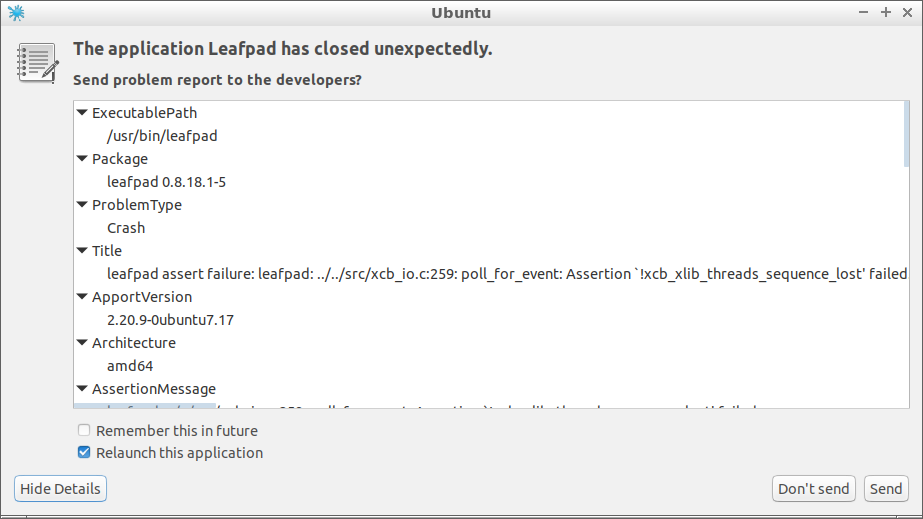 Ubuntu
The application Leafpad has closed unexpectedly.
Send problem report to the developers?
ExecutablePath
/usr/bin/leafpad
Package
leafpad 0.8.18.1-5
ProblemType
Crash
Title
leafpad assert failure: leafpad: ../../src/xcb_io.c:259: poll_for_event: Assertion `!xcb_xlib_threads_sequence_lost' failed
ApportVersion
2.20.9-0ubuntu7.17
Architecture
amd64
AssertionMessage
Remember this in future
Relaunch this application
Hide Details
Don't send
Send